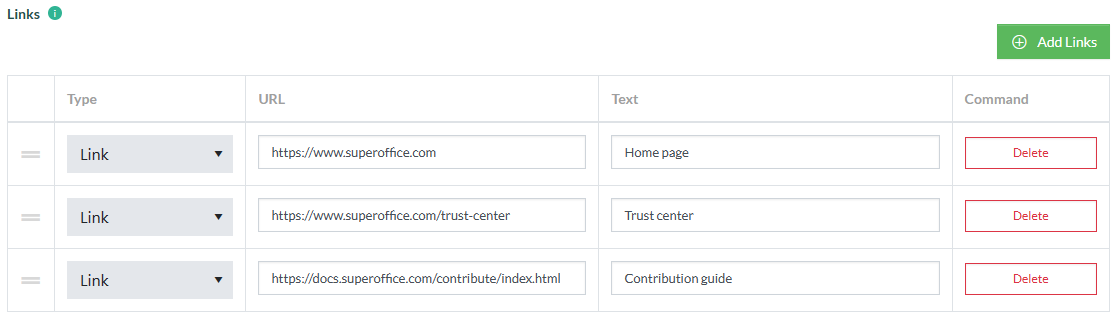 Links
Add Links
Type URL Text Command
Link https://www.superoffice.com Home page Delete
Link https://www.superoffice.com/trust-center Trust center Delete
Link https://docs.superoffice.com/contribute/index.html Contribution guide Delete